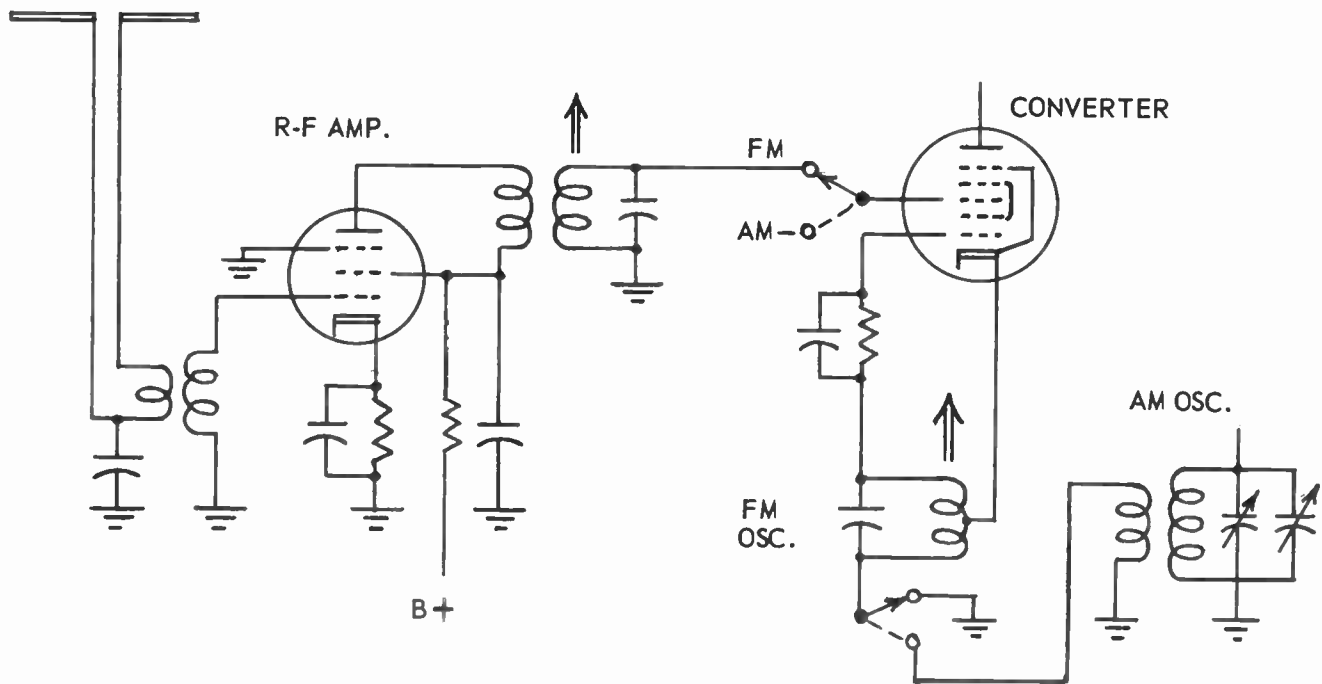 R-F AMP.
CONVERTER
FM
AM
AM OSC.
FM
OSC.
B+